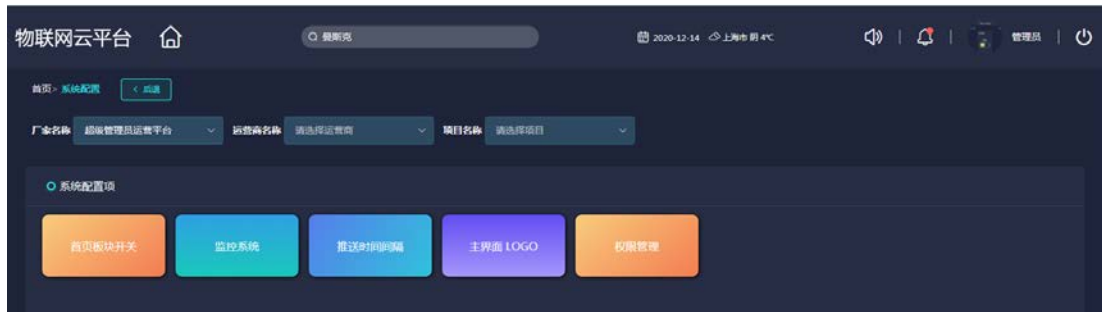 物联网云平台 曼斯克 2020-12-14 上海市 阴 4℃ | | 管理员 |
首页> 系统配置 < 后退
厂家名称 超级管理员运营平台 运营商名称 请选择运营商 项目名称 请选择项目
系统配置项
首页板块开关 监控系统 推送时间间隔 主界面 LOGO 权限管理